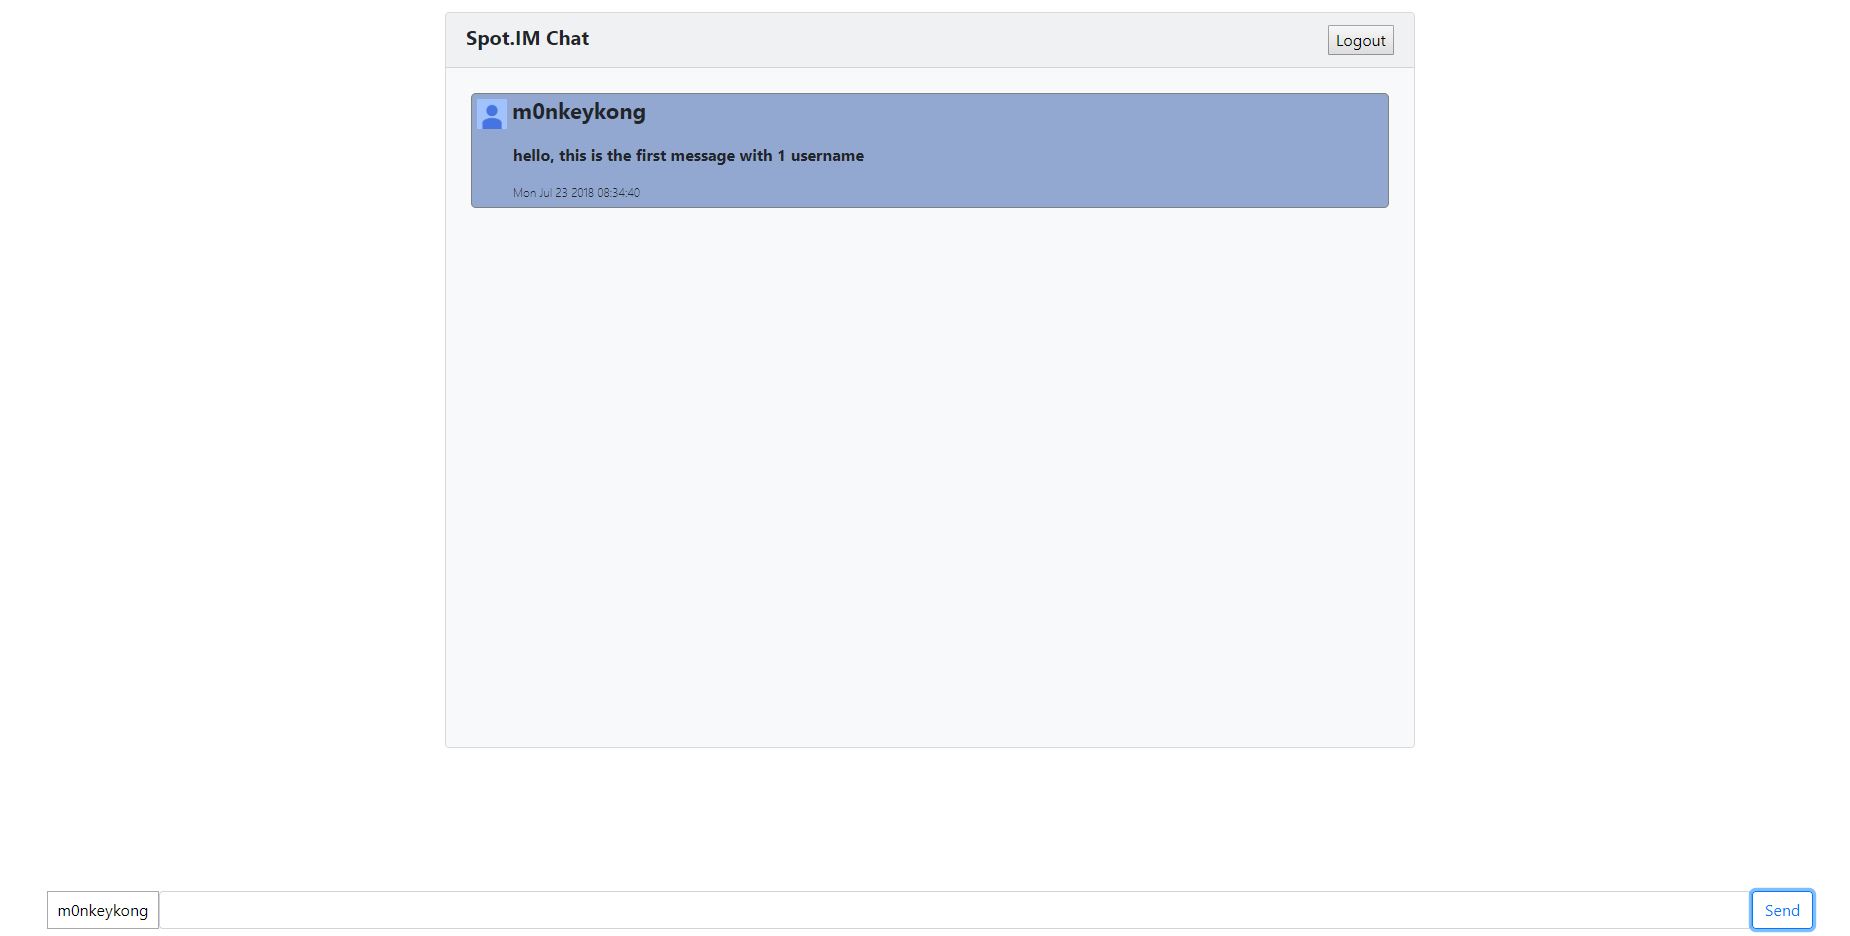 Spot.IM Chat
Logout
m0nkeykong
hello, this is the first message with 1 username
Mon Jul 23 2018 08:34:40
m0nkeykong
Send